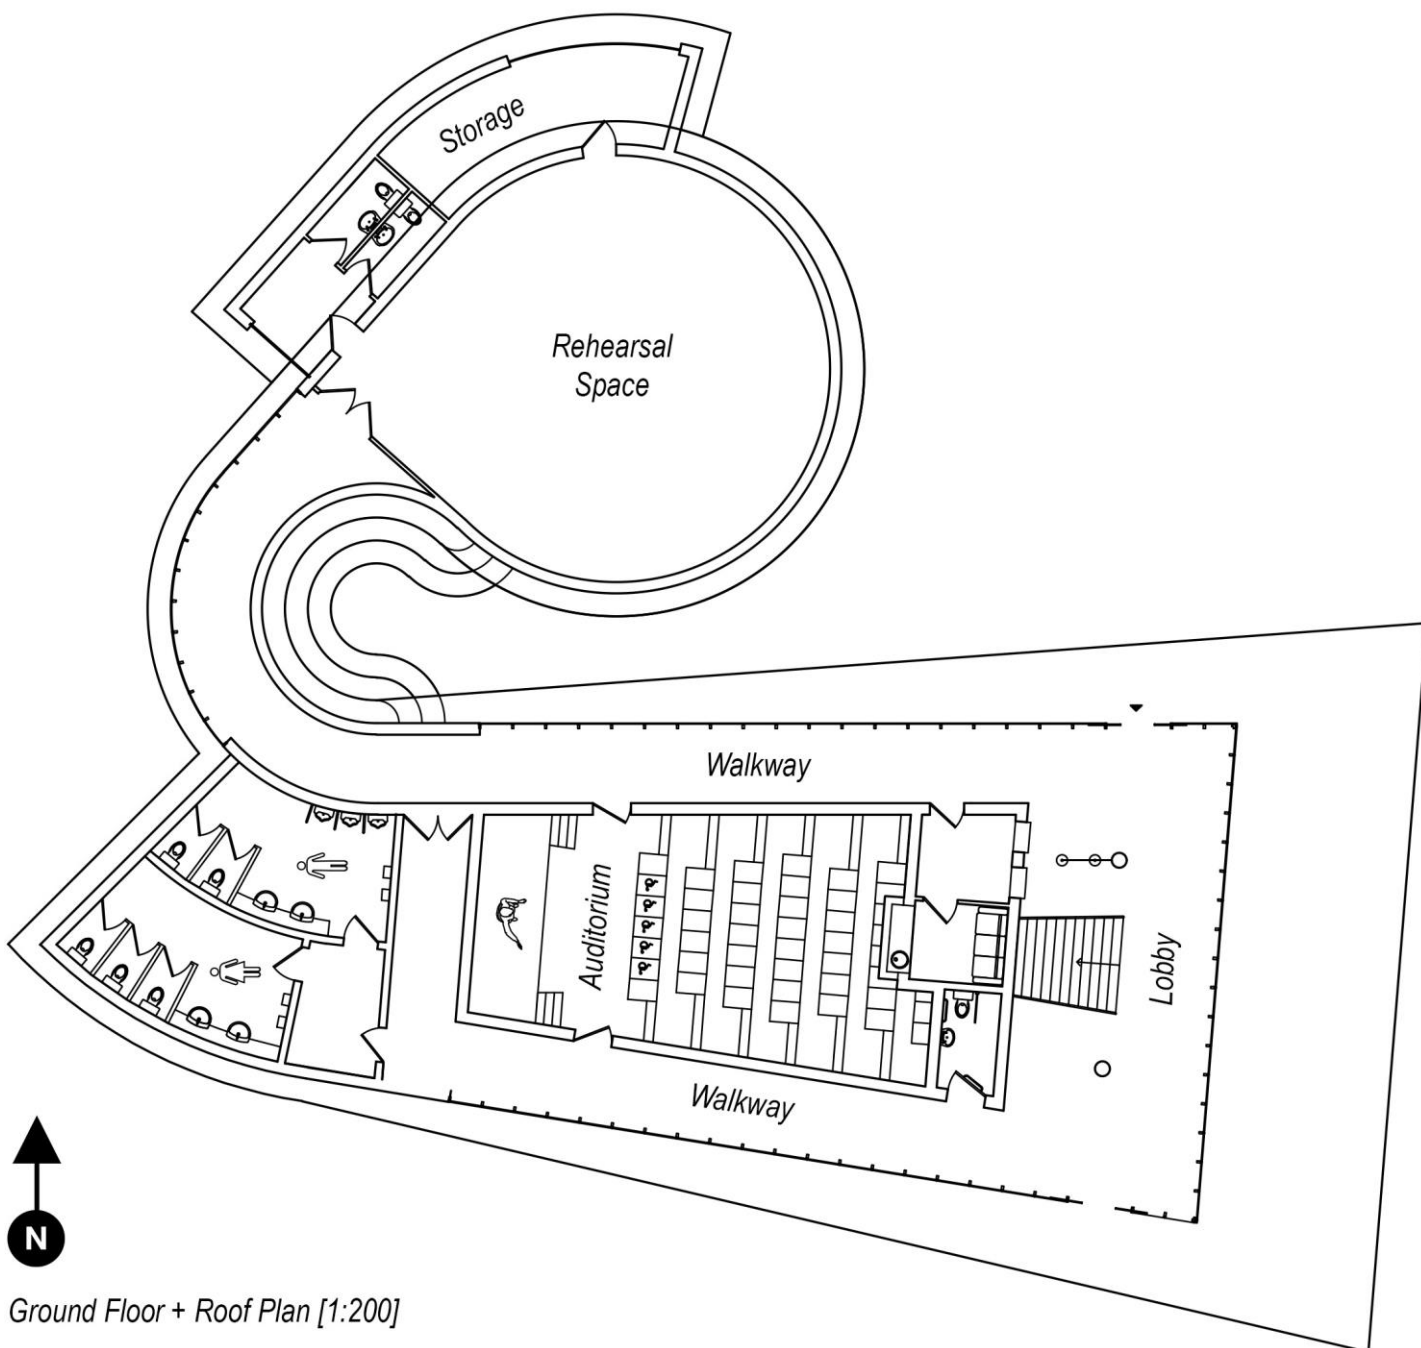 Storage
Rehearsal
Space
Walkway
Auditorium
Lobby
Walkway
N
Ground Floor + Roof Plan [1:200]